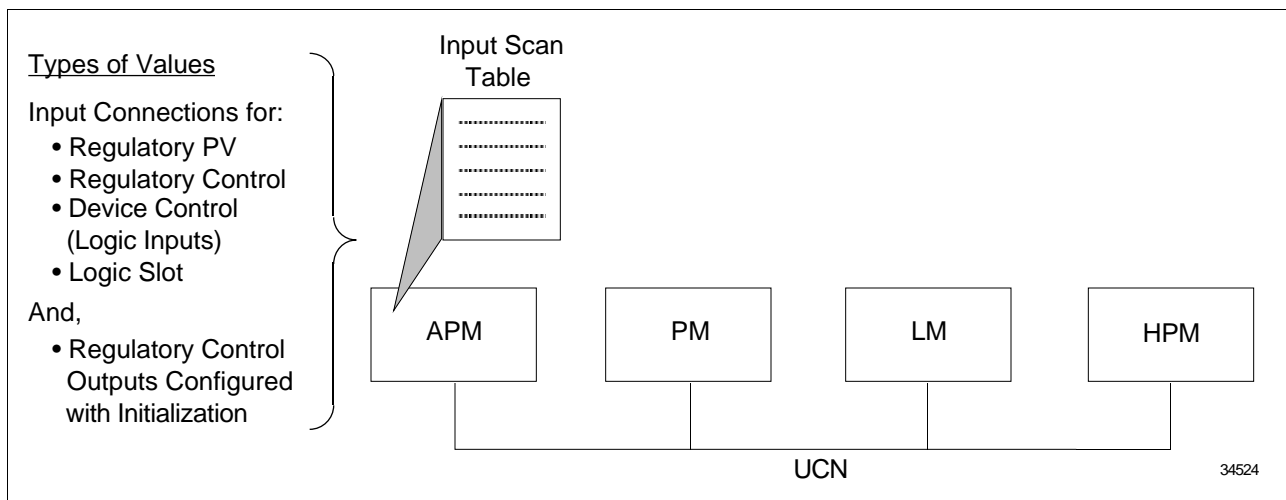 Types of Values
Input Connections for:
• Regulatory PV
• Regulatory Control
• Device Control
(Logic Inputs)
• Logic Slot
And,
• Regulatory Control
Outputs Configured
with Initialization
Input Scan
Table
APM
PM
LM
HPM
UCN
34524